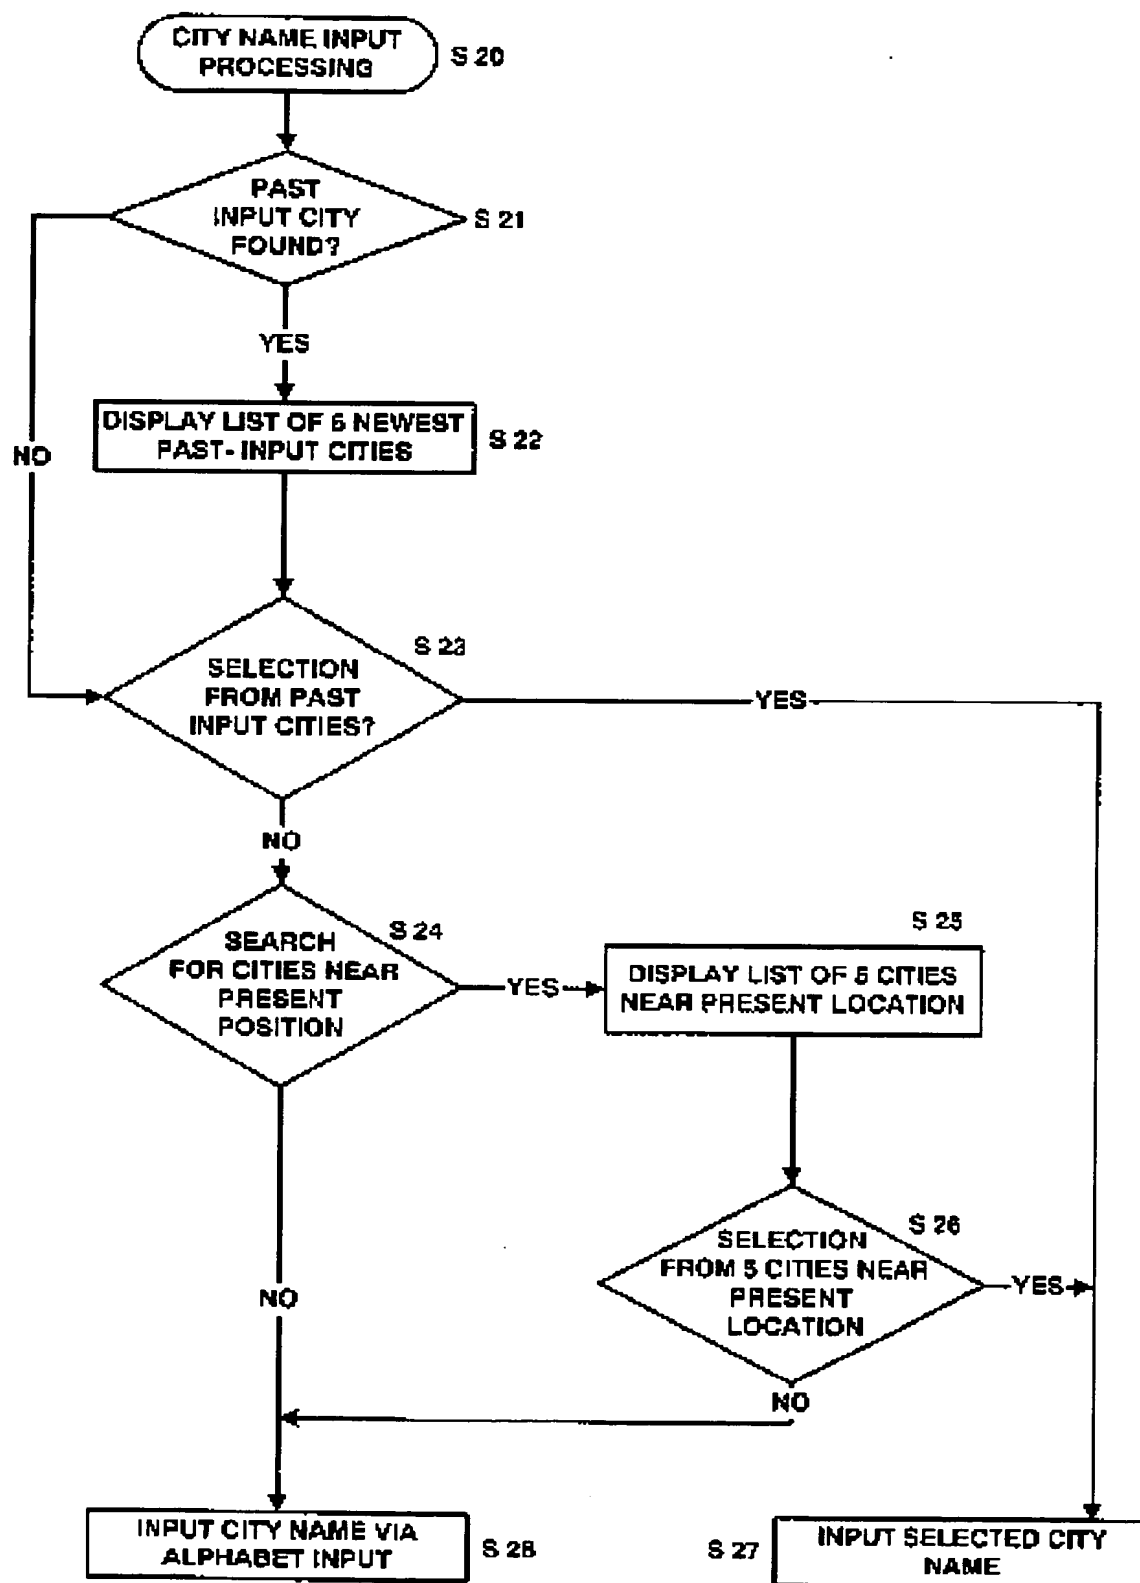 CITY NAME INPUT
PROCESSING
S 20
PAST
INPUT CITY
FOUND?
S 21
YES
DISPLAY LIST OF 5 NEWEST
PAST- INPUT CITIES
S 22
NO
S 23
SELECTION
FROM PAST
INPUT CITIES?
YES
NO
S 24
SEARCH
FOR CITIES NEAR
PRESENT
POSITION
YES
S 25
DISPLAY LIST OF 5 CITIES
NEAR PRESENT LOCATION
S 26
SELECTION
FROM 5 CITIES NEAR
PRESENT
LOCATION
YES
NO
NO
INPUT CITY NAME VIA
ALPHABET INPUT
S 28
S 27
INPUT SELECTED CITY
NAME